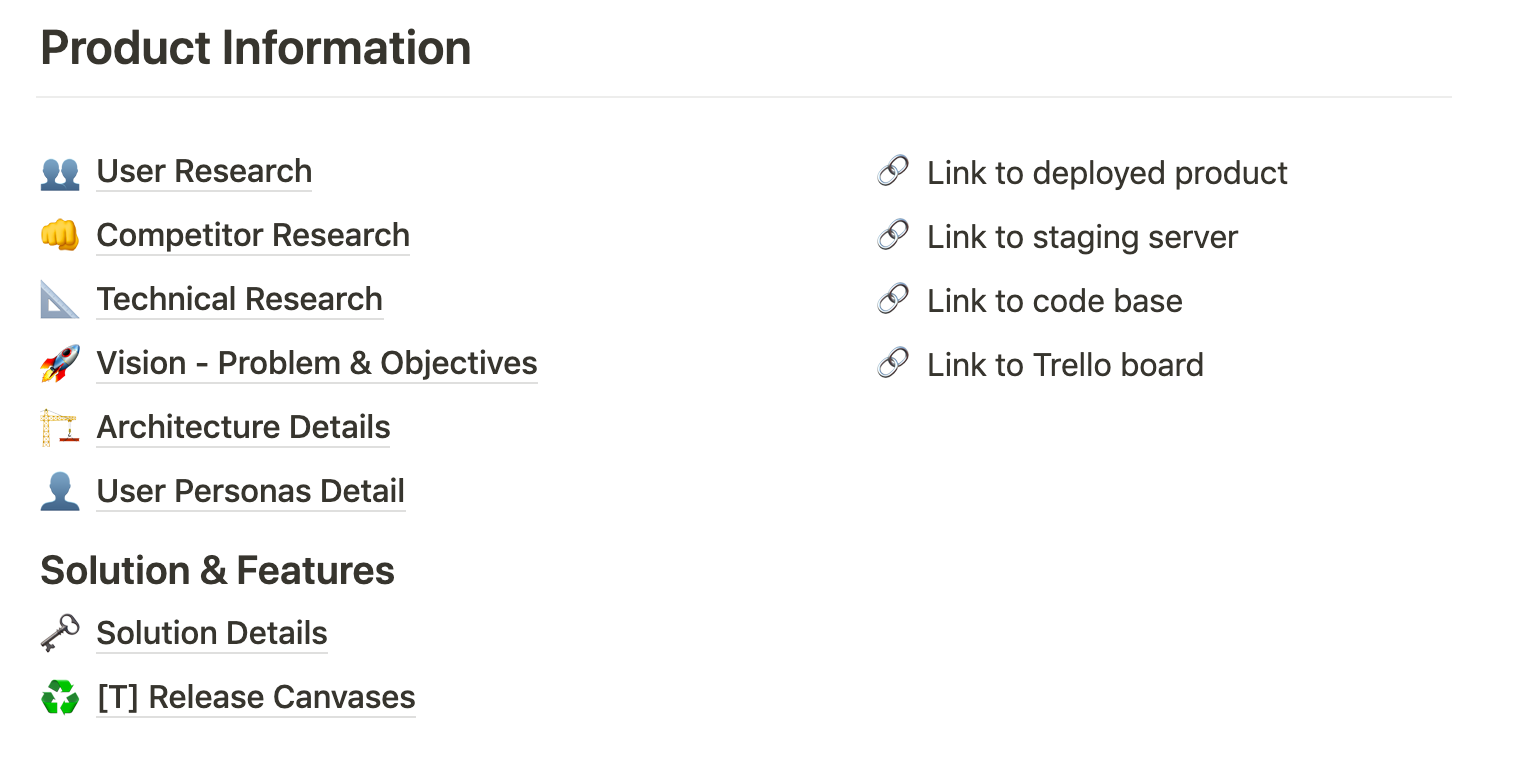 Product Information
User Research
Competitor Research
Technical Research
Vision - Problem & Objectives
Architecture Details
User Personas Detail
Solution & Features
Solution Details
[T] Release Canvases
Link to deployed product
Link to staging server
Link to code base
Link to Trello board